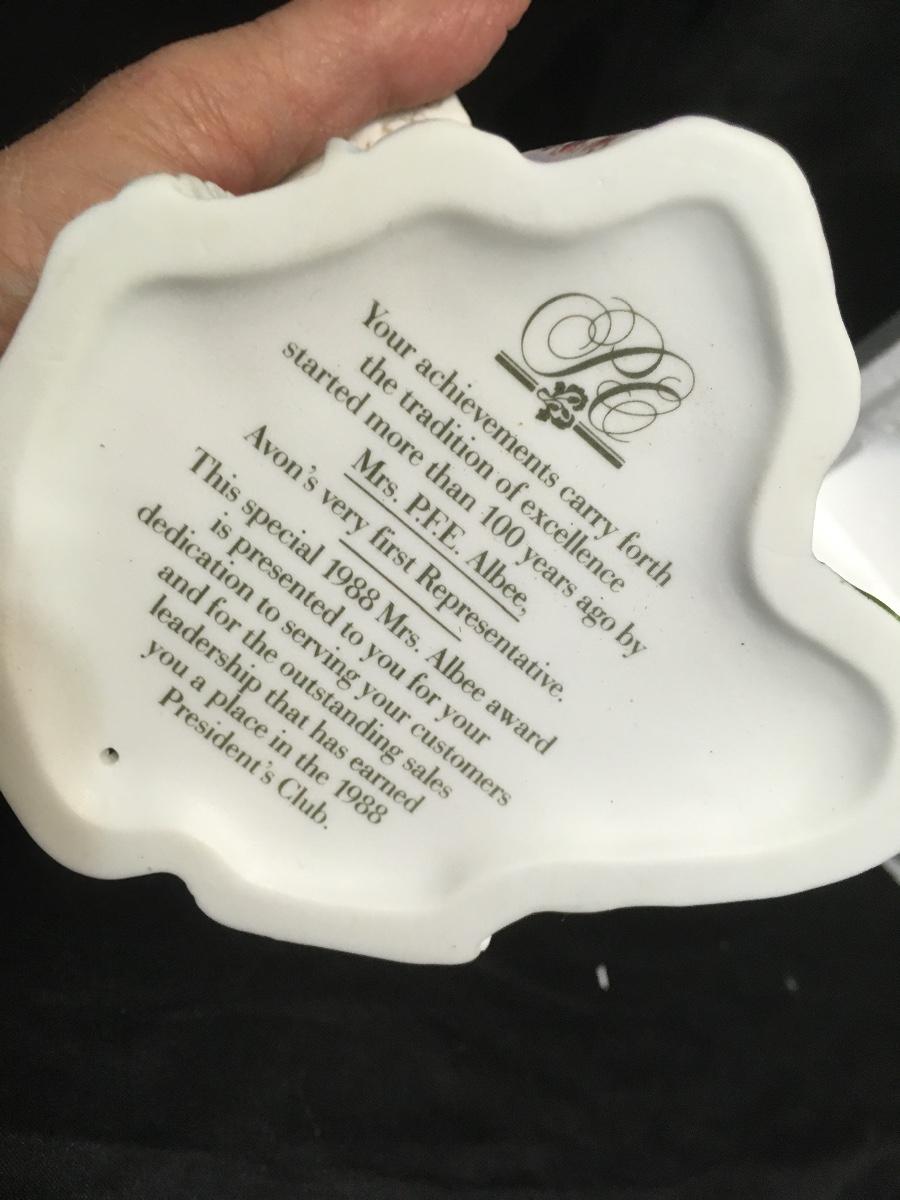 PC
Your achievements carry forth
the tradition of excellence
started more than 100 years ago by
Mrs. P.F.E. Albee,
Avon's very first Representative.
This special 1988 Mrs. Albee award
is presented to you for your
dedication to serving your customers
and for the outstanding sales
leadership that has earned
you a place in the 1988
President's Club.